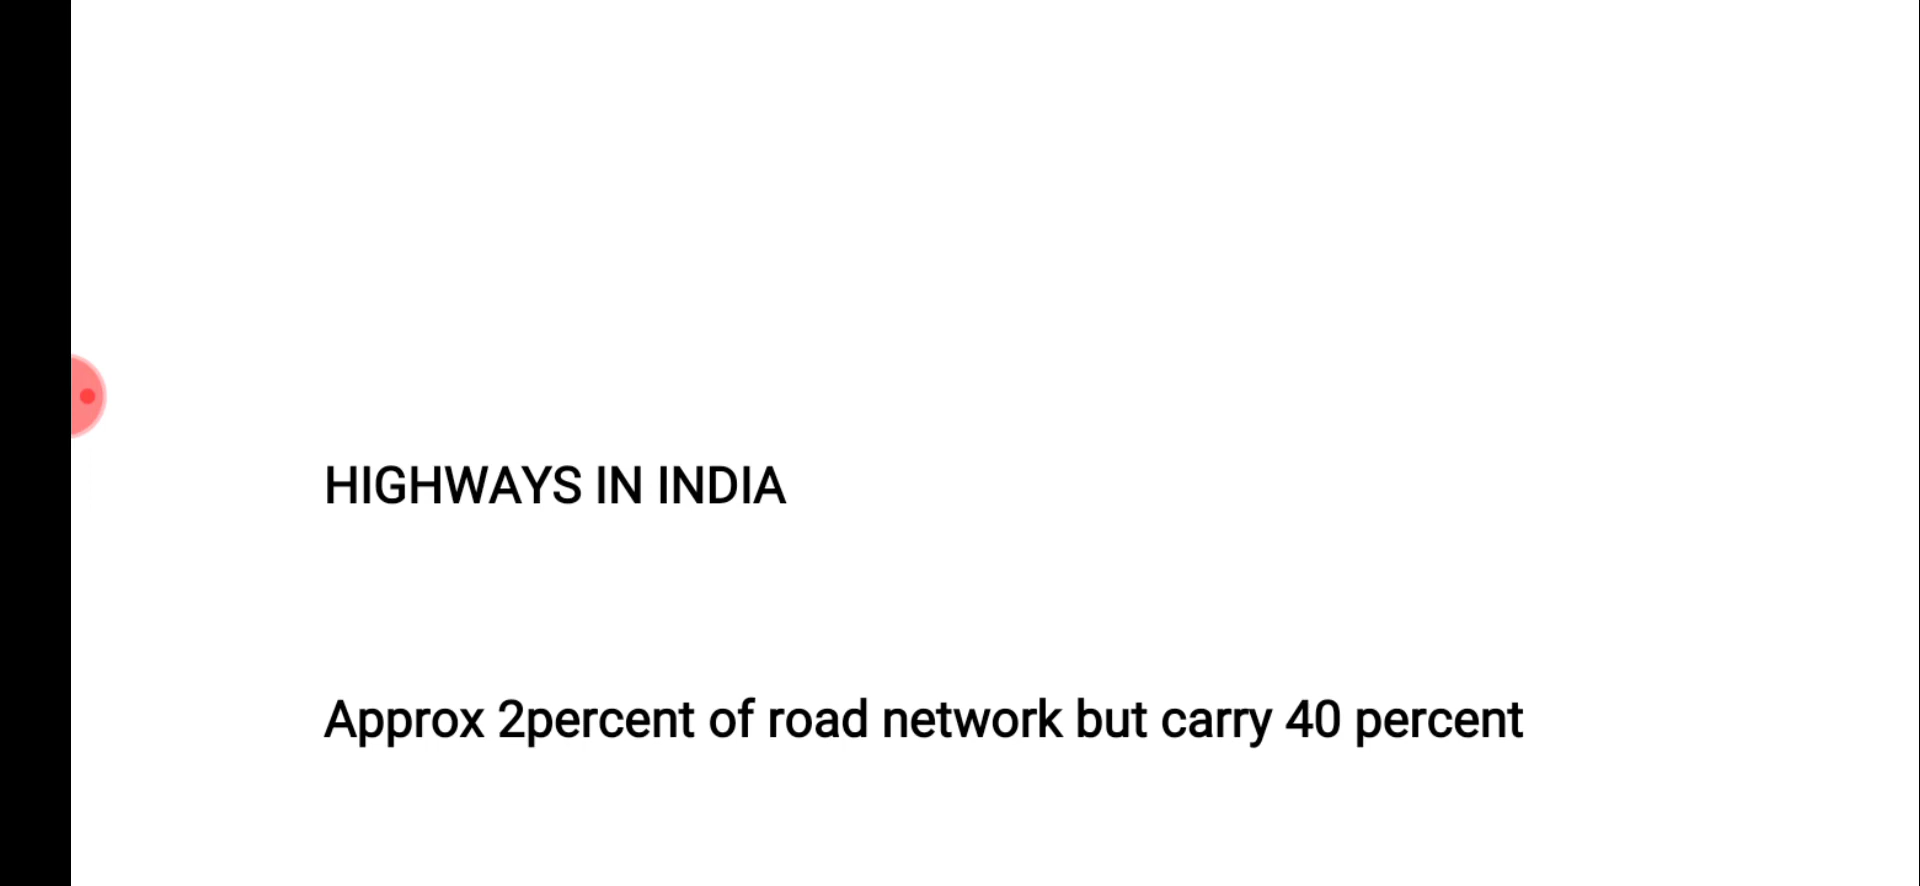 HIGHWAYS IN INDIA
Approx 2percent of road network but carry 40 percent